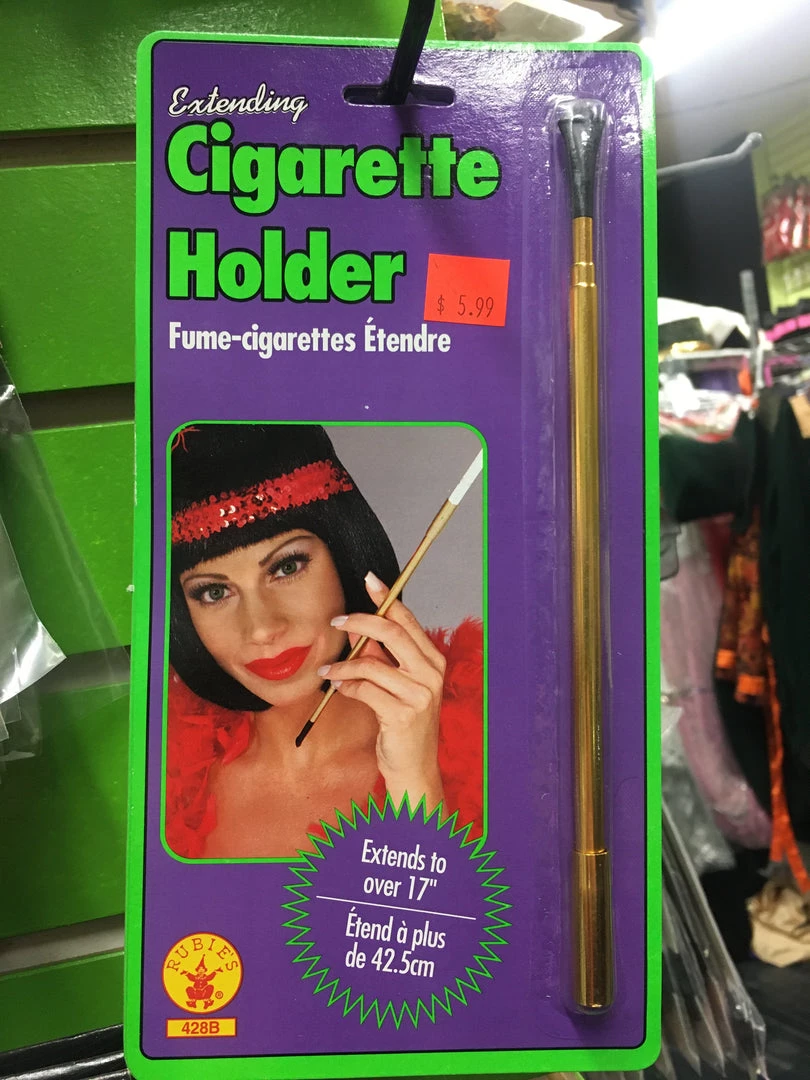 Extending
Cigarette
Holder
$ 5.99
Fume-cigarettes Étendre
Extends to
over 17"
Étend à plus
de 42.5cm
RUBIE'S
®
428B